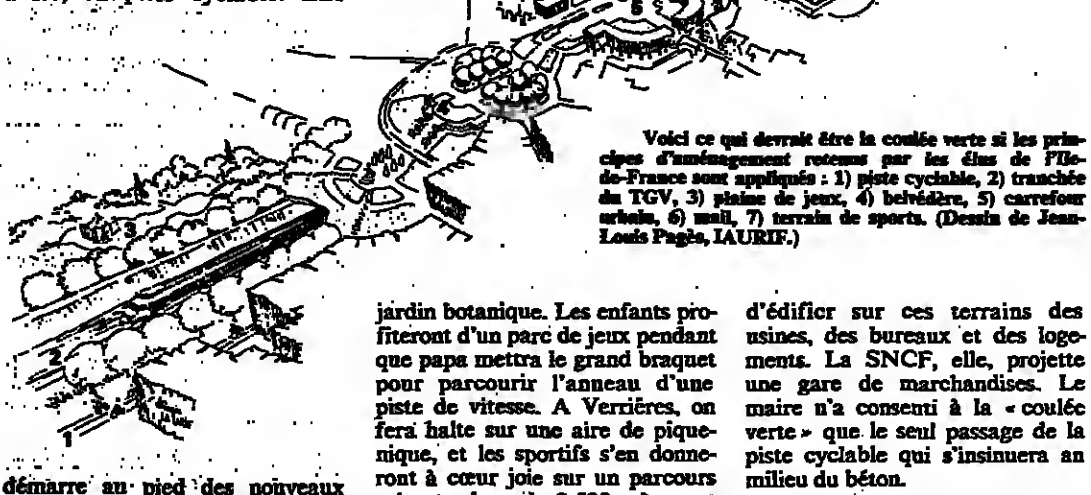 5
Voici ce qui devrait être la coulée verte si les prin-
cipes d'aménagement retenus par les élus de l'Ile-
de-France sont appliqués : 1) piste cyclable, 2) tranchée
du TGV, 3) plaine de jeux, 4) belvédère, 5) carrefour
urbain, 6) mail, 7) terrain de sports. (Dessin de Jean-
Louis Pagès, IAURIF.)
3
2
1
démarre au pied des nouveaux
jardin botanique. Les enfants pro-
fiteront d'un parc de jeux pendant
que papa mettra le grand braquet
pour parcourir l'anneau d'une
piste de vitesse. A Verrières, on
fera halte sur une aire de pique-
nique, et les sportifs s'en donne-
ront à cœur joie sur un parcours
d'édifier sur ces terrains des
usines, des bureaux et des loge-
ments. La SNCF, elle, projette
une gare de marchandises. Le
maire n'a consenti à la « coulée
verte » que le seul passage de la
piste cyclable qui s'insinuera au
milieu du béton.